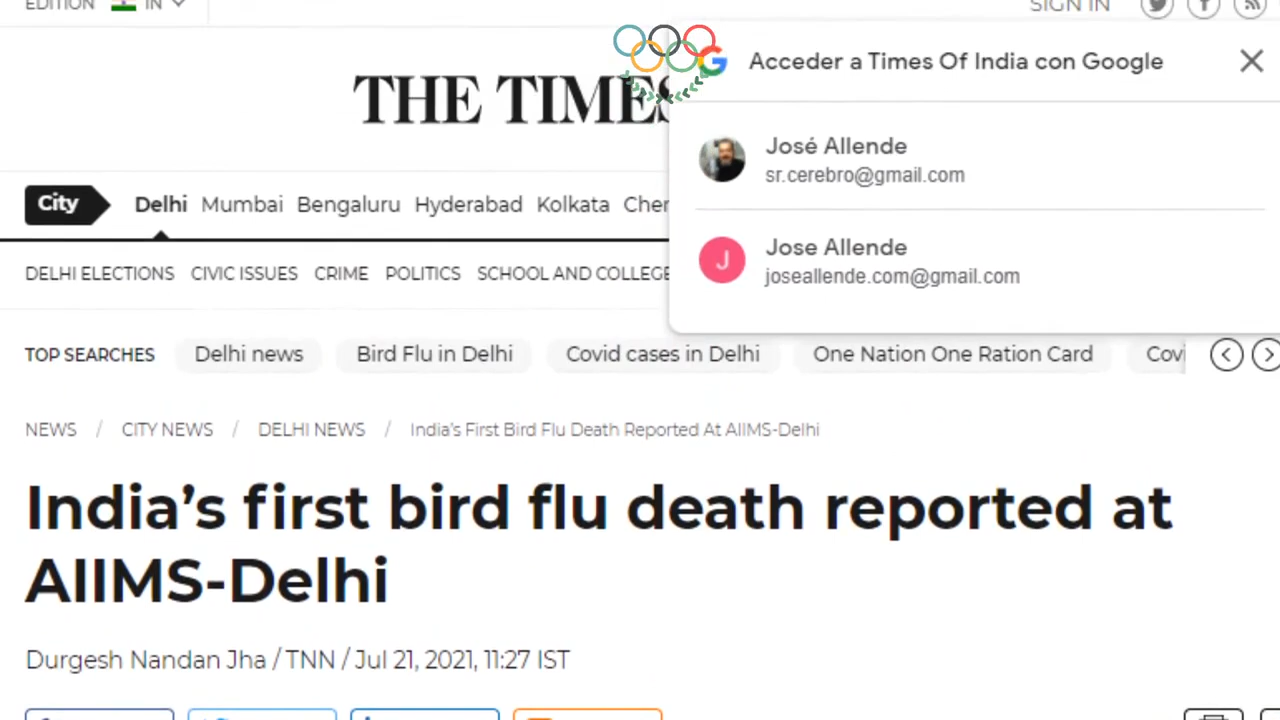 EDITION IN
SIGN IN
THE TIMES
Acceder a Times Of India con Google
José Allende
sr.cerebro@gmail.com
Jose Allende
joseallende.com@gmail.com
City Delhi Mumbai Bengaluru Hyderabad Kolkata
DELHI ELECTIONS CIVIC ISSUES CRIME POLITICS SCHOOL AND COLLEGE
TOP SEARCHES Delhi news Bird Flu in Delhi Covid cases in Delhi One Nation One Ration Card
NEWS / CITY NEWS / DELHI NEWS / India's First Bird Flu Death Reported At AIIMS-Delhi
India's first bird flu death reported at
AIIMS-Delhi
Durgesh Nandan Jha / TNN / Jul 21, 2021, 11:27 IST